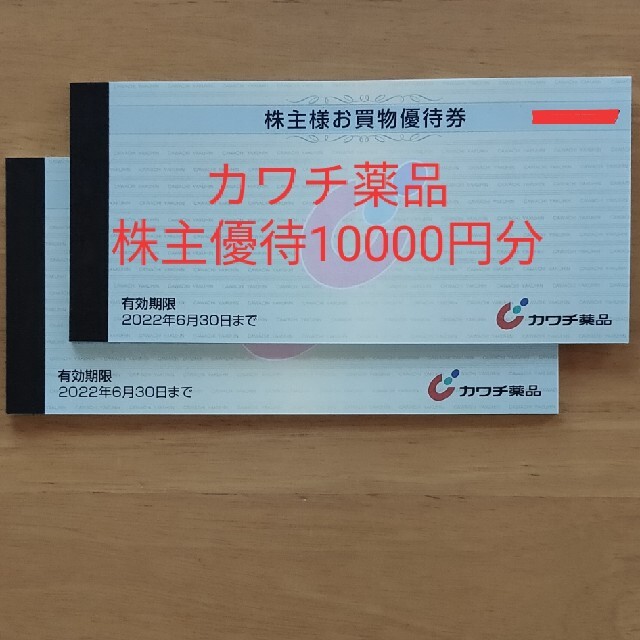 株主様お買物優待券
カワチ薬品
株主優待10000円分
有効期限
2022年6月30日まで
カワチ薬品
有効期限
2022年6月30日まで
カワチ薬品